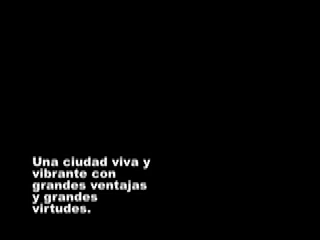 Una ciudad viva y
vibrante con
grandes ventajas
y grandes
virtudes.